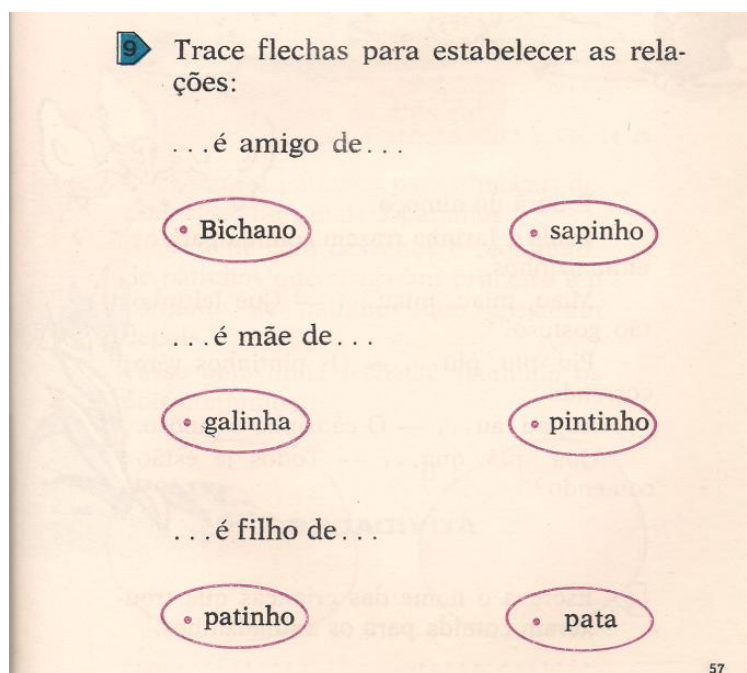 9 Trace flechas para estabelecer as rela-
ções:
...é amigo de...
Bichano sapinho
...é mãe de...
galinha pintinho
...é filho de...
patinho pata
57